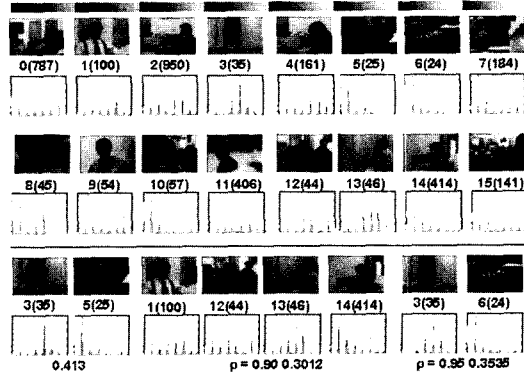 0(787) 1(100) 2(950) 3(35) 4(161) 5(25) 6(24) 7(184)
8(45) 9(54) 10(57) 11(406) 12(44) 13(46) 14(414) 15(141)
3(35) 5(25) 1(100) 12(44) 13(46) 14(414) 3(35) 6(24)
0.413 ρ = 0.90 0.3012 ρ = 0.95 0.3535